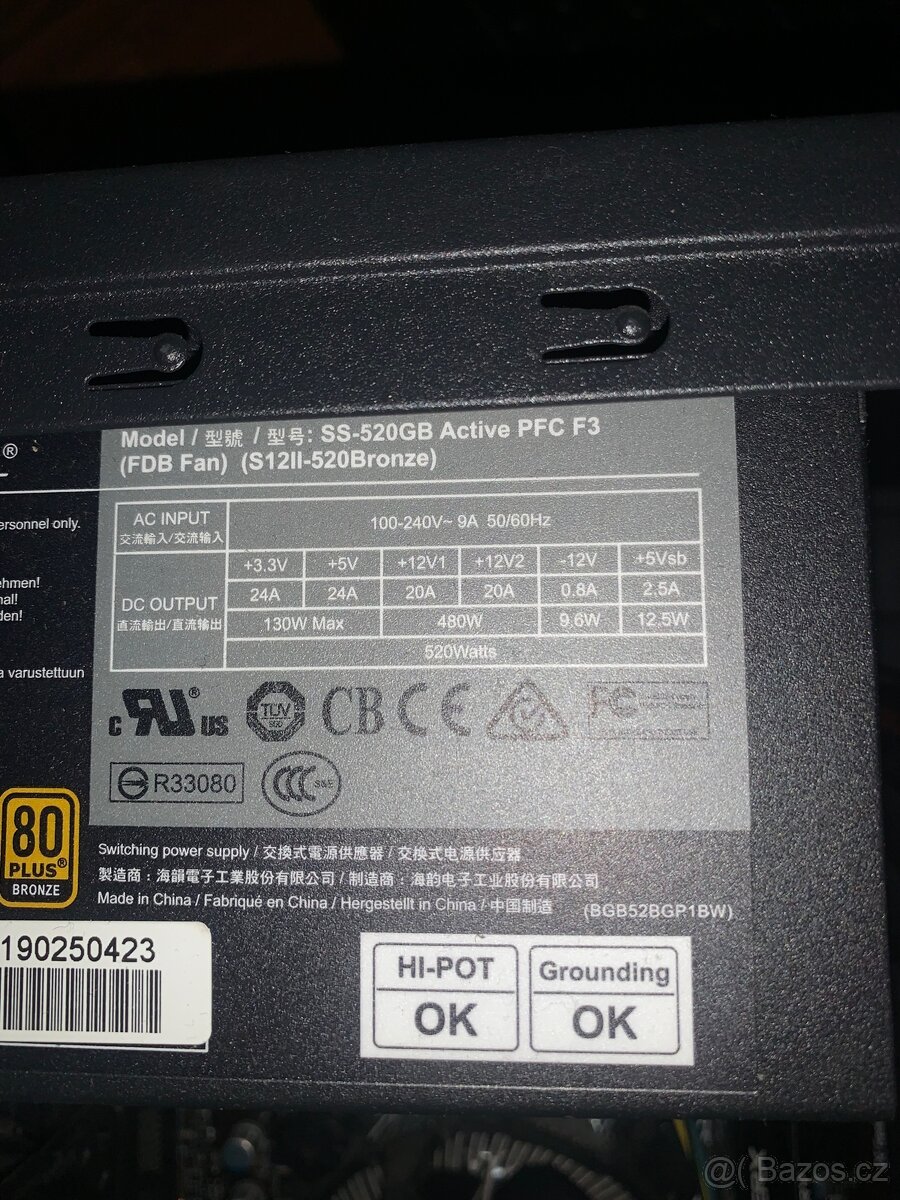 Model / 型號 / 型号: SS-520GB Active PFC F3
(FDB Fan) (S12II-520Bronze)
®
ersonnel only.
AC INPUT
交流輸入/交流输入
100-240V~ 9A 50/60Hz
+3.3V +5V +12V1 +12V2 -12V +5Vsb
DC OUTPUT
直流輸出/直流输出
24A 24A 20A 20A 0.8A 2.5A
130W Max 480W 9.6W 12.5W
520Watts
ehmen!
nal!
den!
a varustettuun
c RU ® US
TUV
CB CE
FC
R33080
CCC S&E
80
PLUS®
BRONZE
Switching power supply / 交換式電源供應器 / 交换式电源供应器
製造商：海韻電子工業股份有限公司 / 制造商：海韵电子工业股份有限公司
Made in China / Fabriqué en China / Hergestellt in China / 中国制造 (BGB52BGP1BW)
190250423
HI-POT
OK
Grounding
OK
@( Bazos.cz